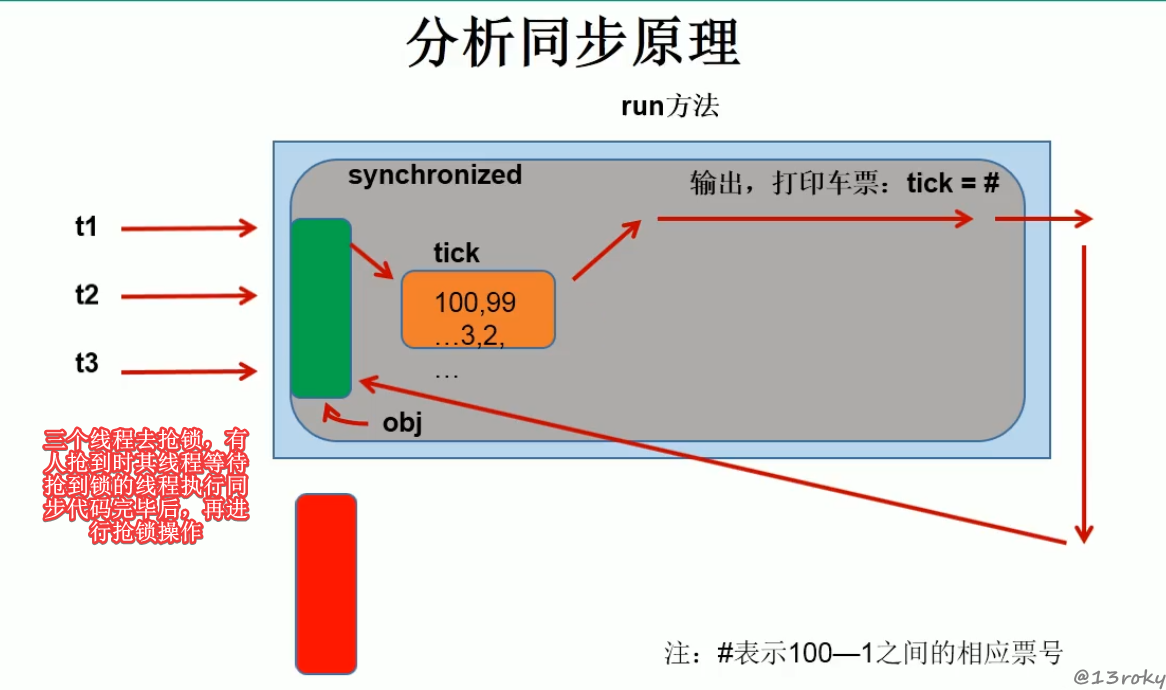 分析同步原理
run方法
synchronized
输出，打印车票：tick = #
t1
tick
t2
100,99
…3,2,
t3
…
obj
三个线程去抢锁，有
人抢到时其线程等待
抢到锁的线程执行同
步代码完毕后，再进
行抢锁操作
注：#表示100—1之间的相应票号
@13roky